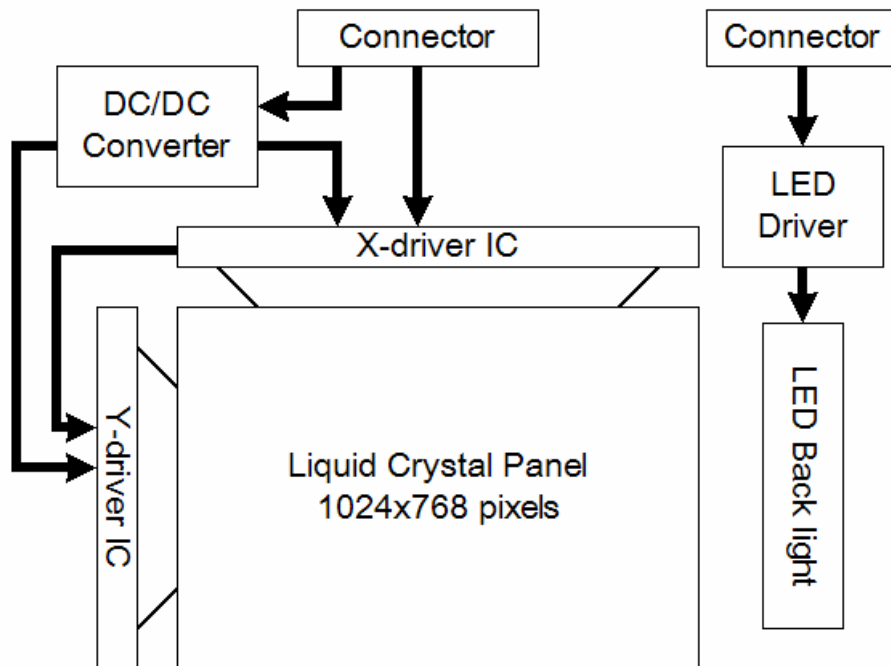 Connector
Connector
DC/DC
Converter
LED
Driver
X-driver IC
Y-driver IC
Liquid Crystal Panel
1024x768 pixels
LED Back light